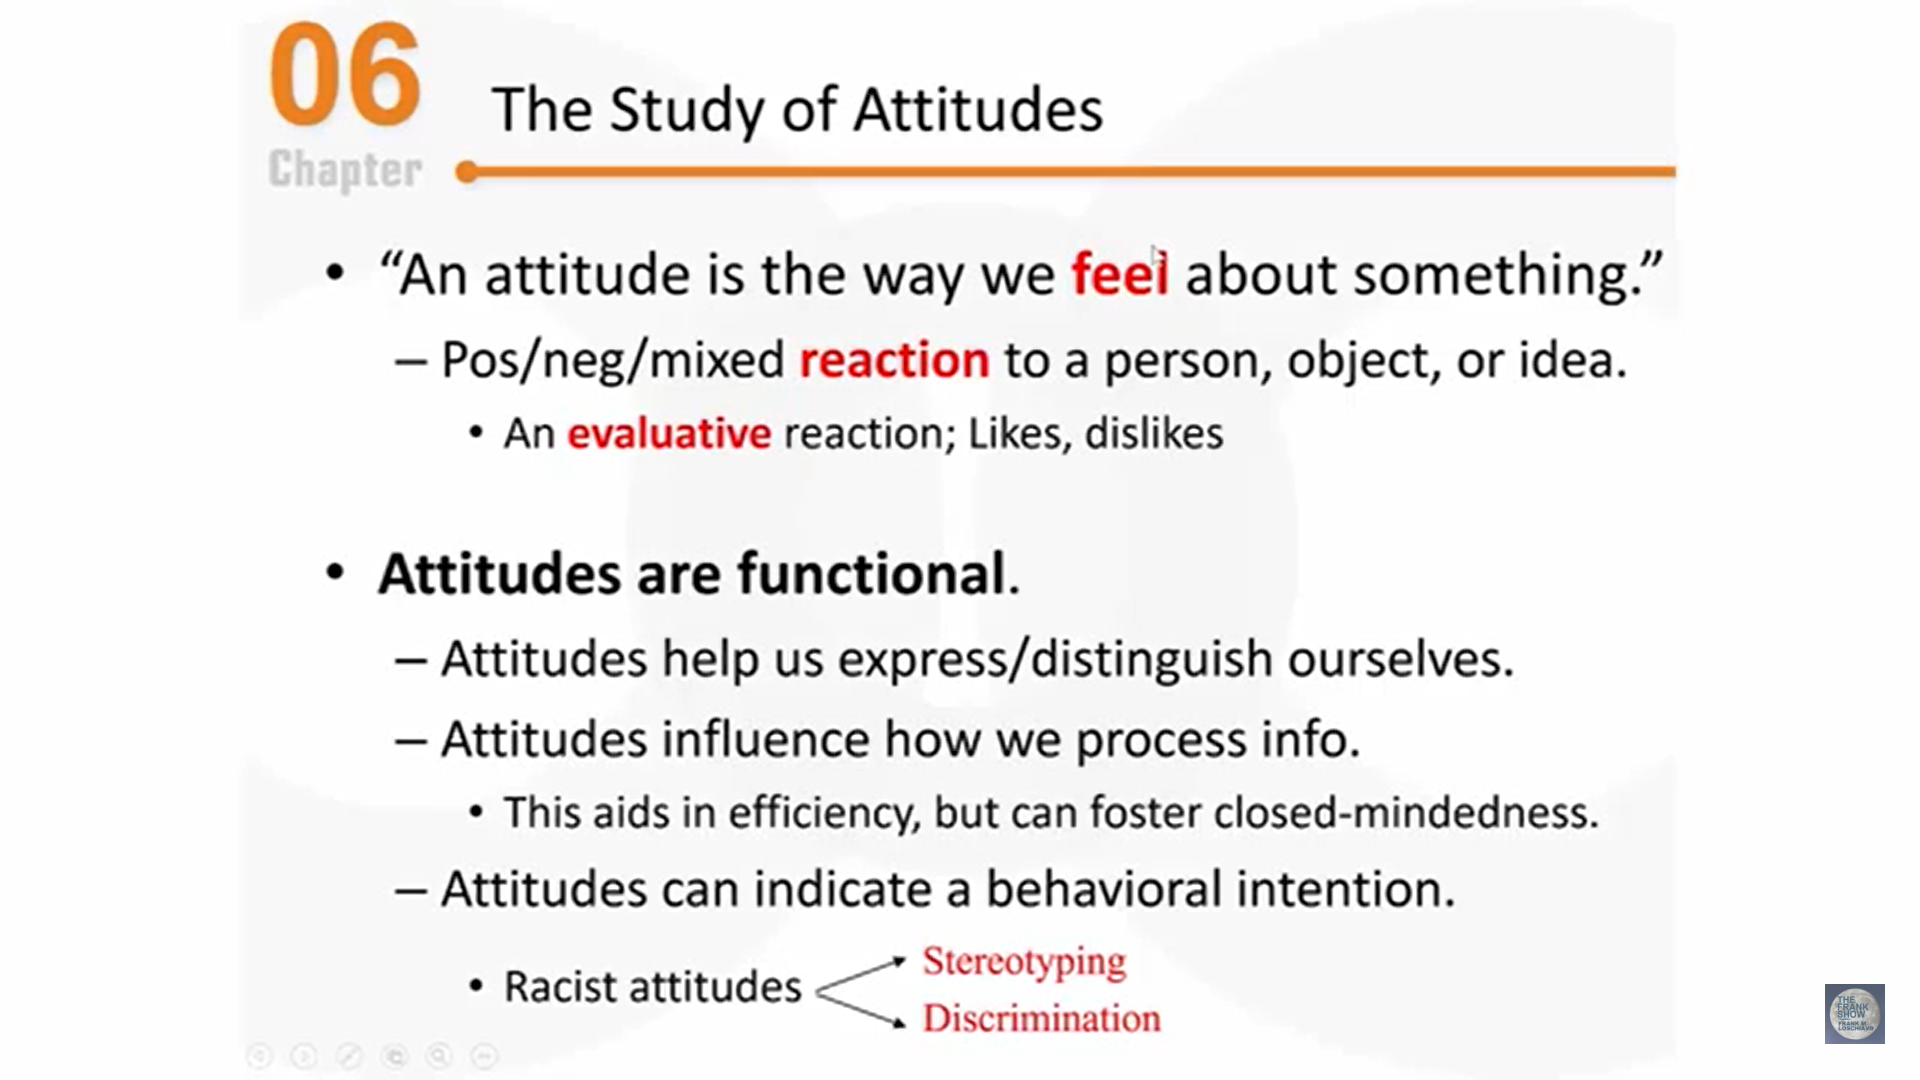 06
Chapter
The Study of Attitudes
• “An attitude is the way we feel about something.”
– Pos/neg/mixed reaction to a person, object, or idea.
• An evaluative reaction; Likes, dislikes
• Attitudes are functional.
– Attitudes help us express/distinguish ourselves.
– Attitudes influence how we process info.
• This aids in efficiency, but can foster closed-mindedness.
– Attitudes can indicate a behavioral intention.
• Racist attitudes
Stereotyping
Discrimination
THE
FRANK
SHOW
FRANK M.
LOSCHIAVO